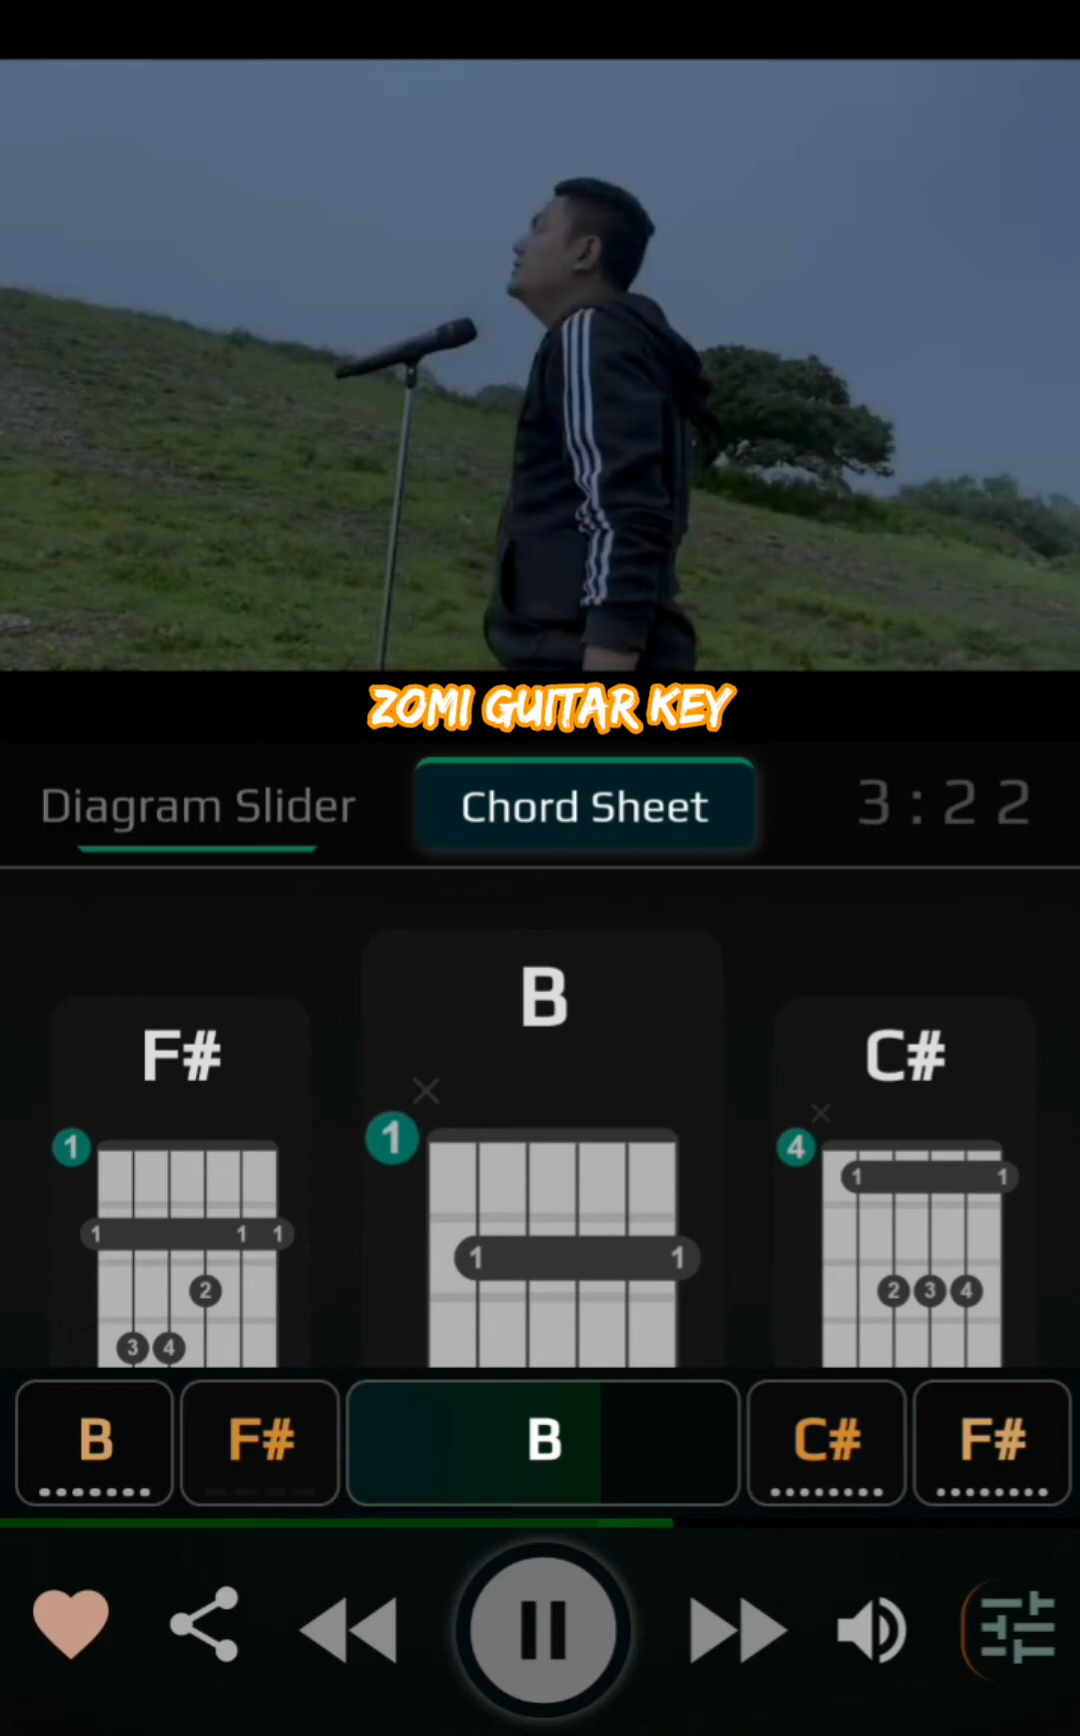 ZOMI GUITAR KEY
Diagram Slider Chord Sheet 3:22
F# B C#
1 1 4
1 1 1 1 1 1 1
2 2 3 4
3 4
B F# B C# F#